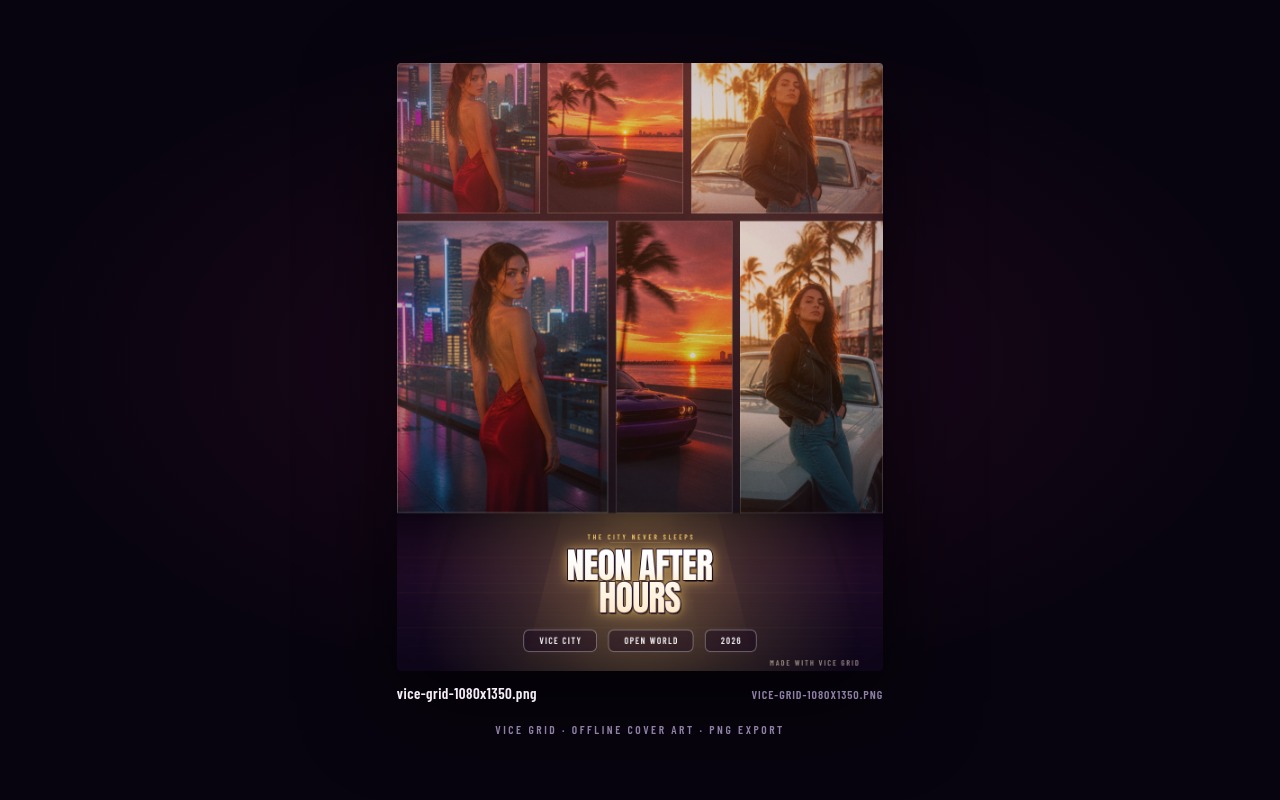 THE CITY NEVER SLEEPS
NEON AFTER
HOURS
VICE CITY
OPEN WORLD
2026
MADE WITH VICE GRID
vice-grid-1080x1350.png
VICE-GRID-1080X1350.PNG
VICE GRID · OFFLINE COVER ART · PNG EXPORT